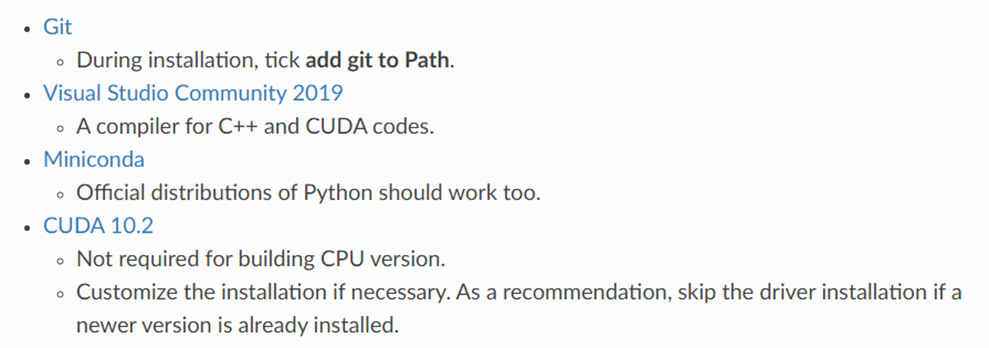 • Git
◦ During installation, tick add git to Path.
• Visual Studio Community 2019
◦ A compiler for C++ and CUDA codes.
• Miniconda
◦ Official distributions of Python should work too.
• CUDA 10.2
◦ Not required for building CPU version.
◦ Customize the installation if necessary. As a recommendation, skip the driver installation if a
newer version is already installed.